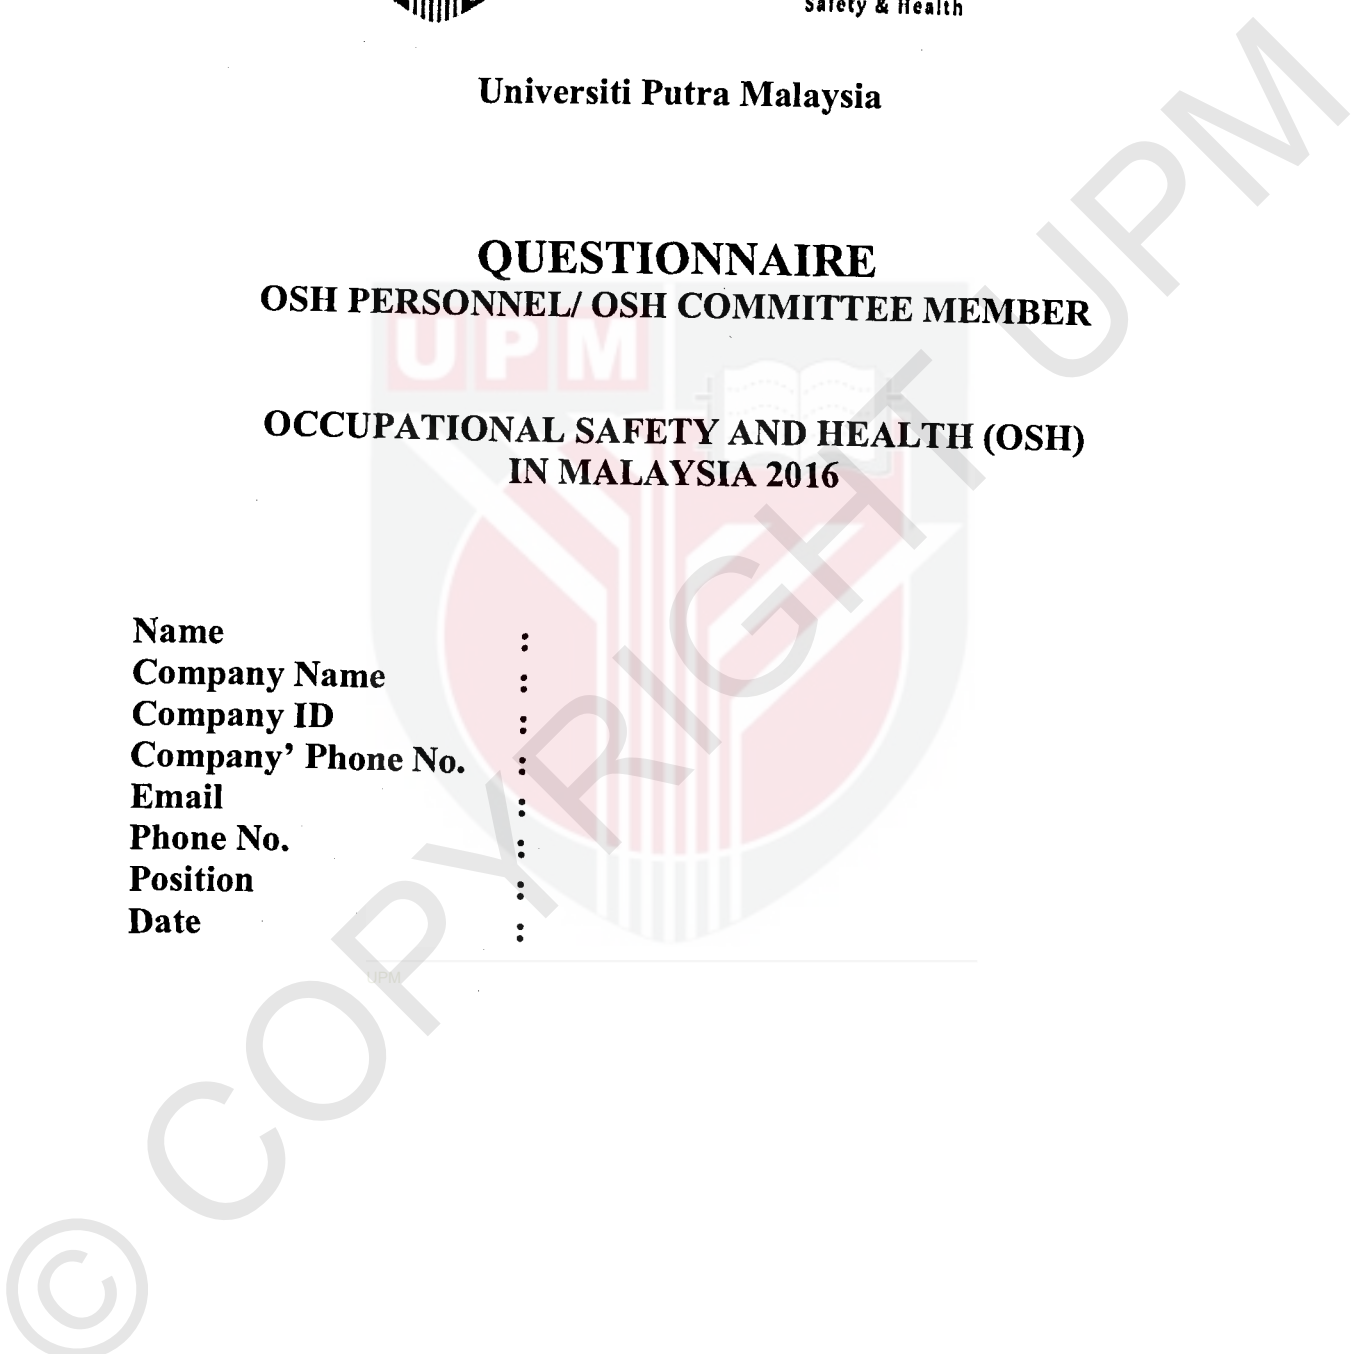 Safety & Health
Universiti Putra Malaysia
QUESTIONNAIRE
OSH PERSONNEL/ OSH COMMITTEE MEMBER
UPM
OCCUPATIONAL SAFETY AND HEALTH (OSH)
IN MALAYSIA 2016
Name :
Company Name :
Company ID :
Company’ Phone No. :
Email :
Phone No. :
Position :
Date :
UPM
© COPYRIGHT UPM